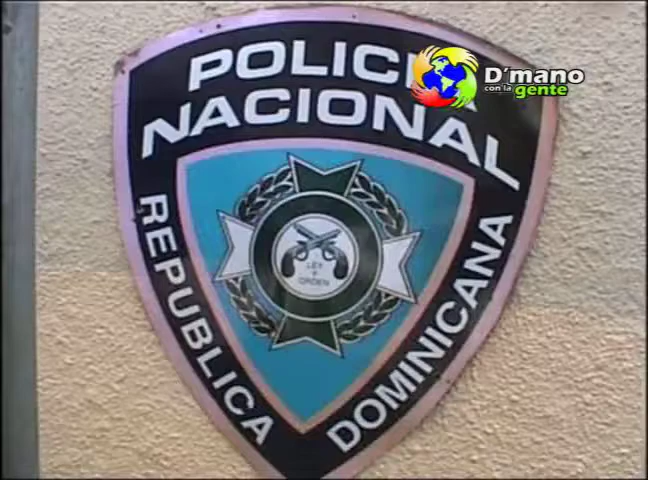 POLICIA
NACIONAL
REPUBLICA
DOMINICANA
LEY
Y
ORDEN
D'mano
con la
gente